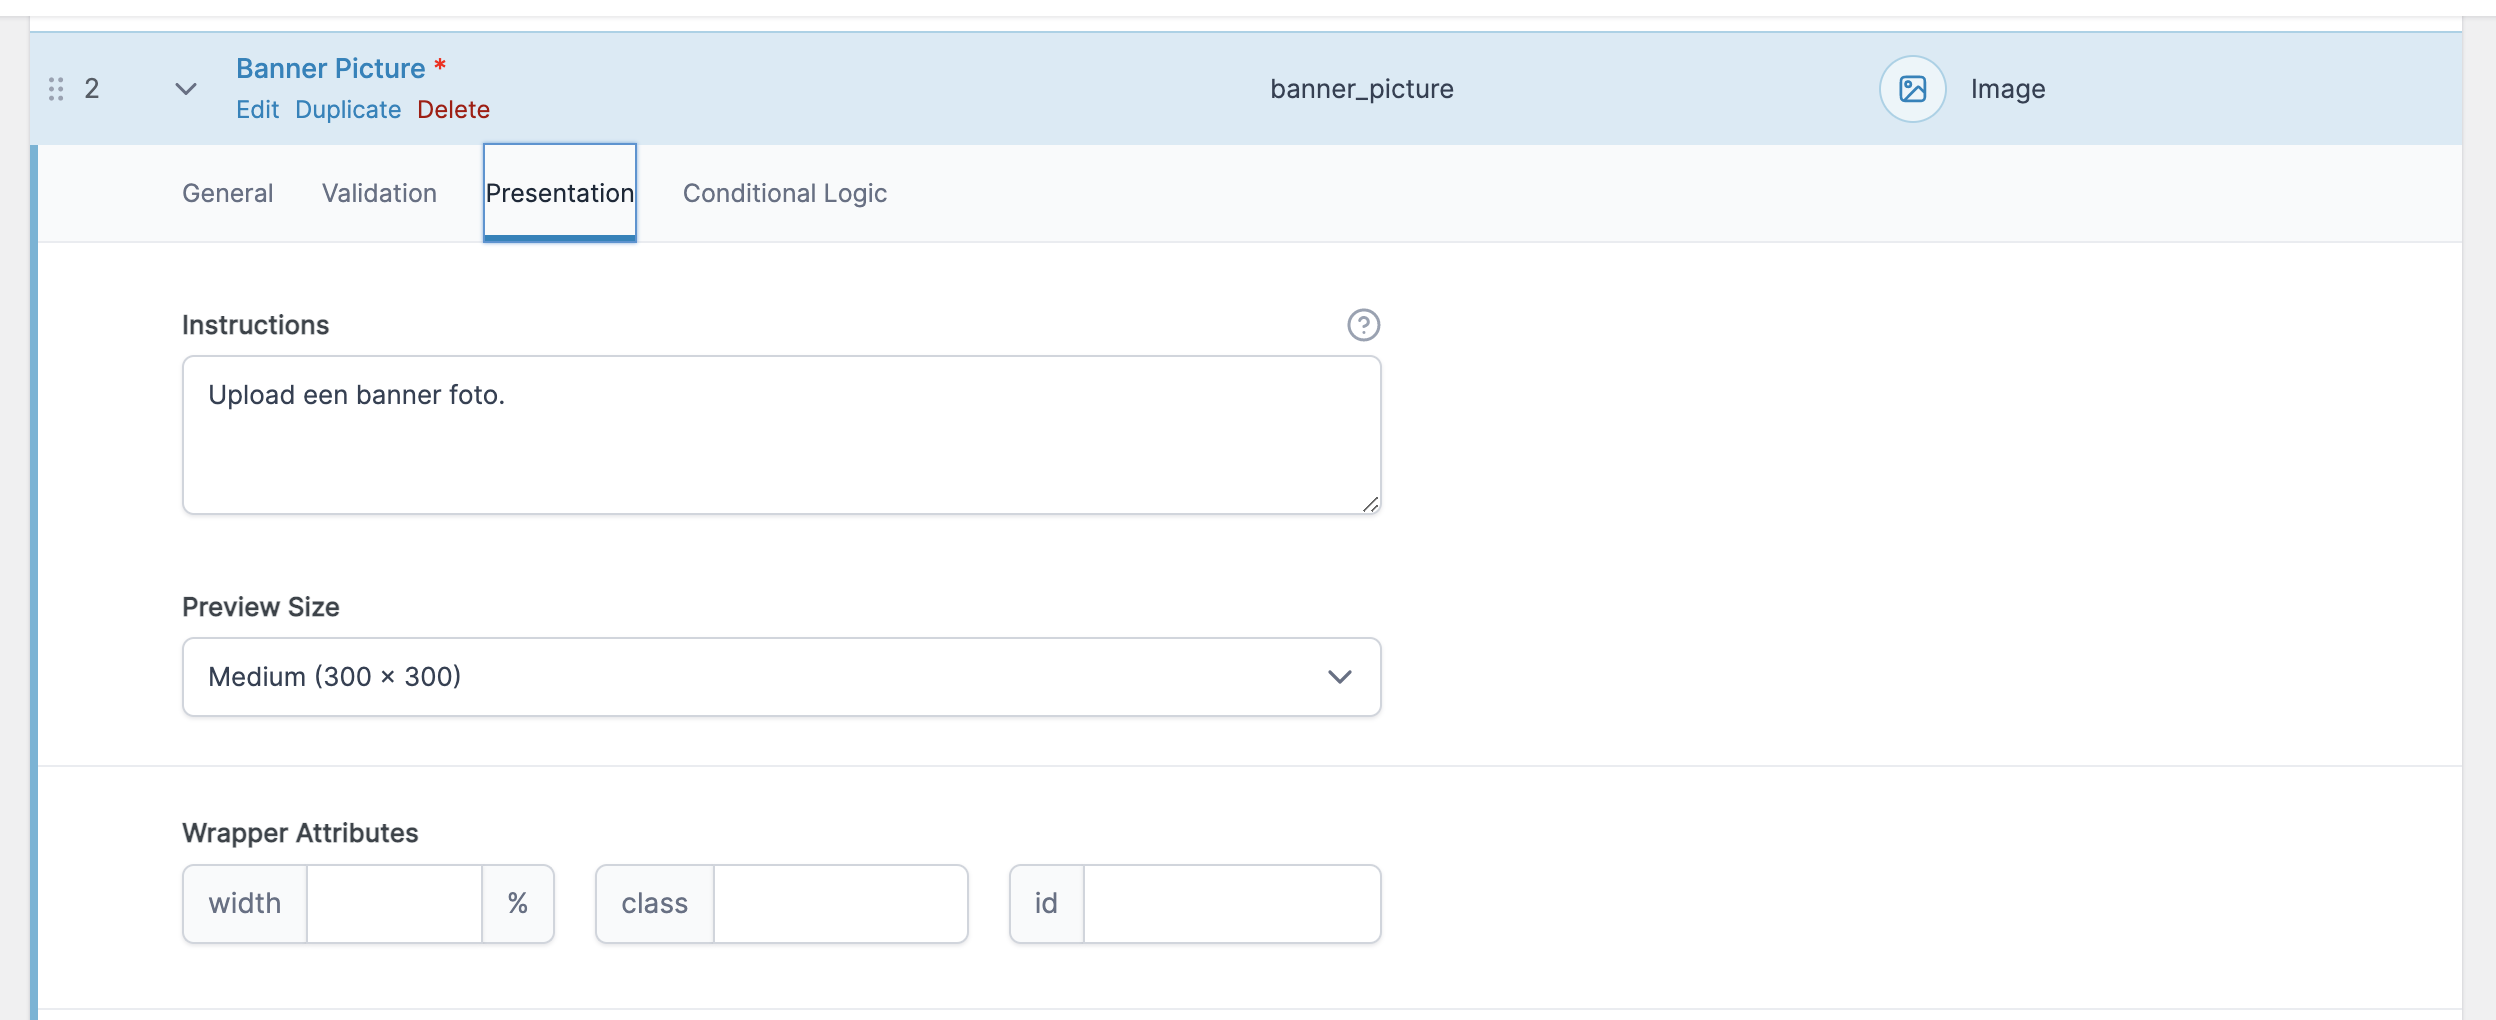 2
Banner Picture *
Edit Duplicate Delete
banner_picture
Image
General Validation Presentation Conditional Logic
Instructions
?
Upload een banner foto.
Preview Size
Medium (300 × 300)
Wrapper Attributes
width % class id